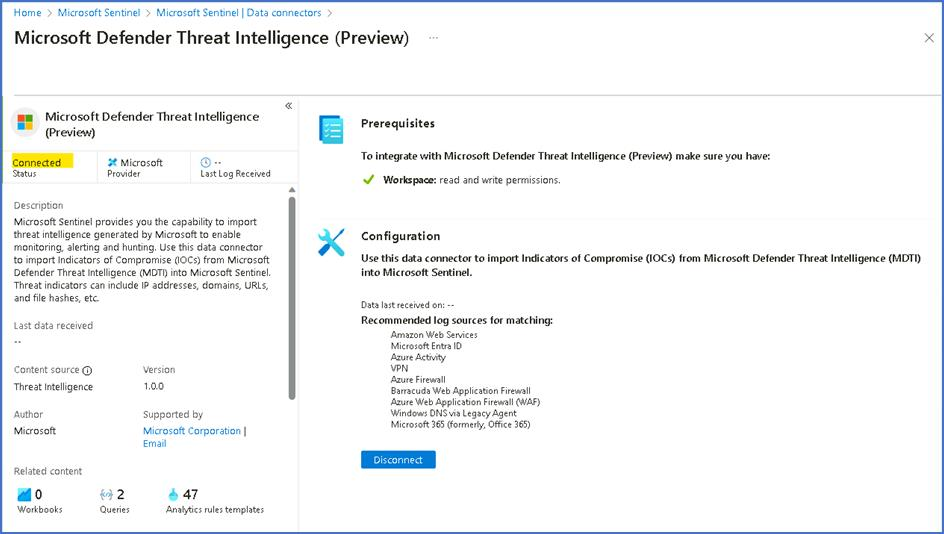 Home > Microsoft Sentinel > Microsoft Sentinel | Data connectors >
Microsoft Defender Threat Intelligence (Preview) ...
Microsoft Defender Threat Intelligence
(Preview)
Connected
Status
Microsoft
Provider
--
Last Log Received
Description
Microsoft Sentinel provides you the capability to import
threat intelligence generated by Microsoft to enable
monitoring, alerting and hunting. Use this data connector
to import Indicators of Compromise (IOCs) from Microsoft
Defender Threat Intelligence (MDTI) into Microsoft Sentinel.
Threat indicators can include IP addresses, domains, URLs,
and file hashes, etc.
Last data received
--
Content source
Threat Intelligence
Version
1.0.0
Author
Microsoft
Supported by
Microsoft Corporation |
Email
Related content
0
Workbooks
2
Queries
47
Analytics rules templates
Prerequisites
To integrate with Microsoft Defender Threat Intelligence (Preview) make sure you have:
Workspace: read and write permissions.
Configuration
Use this data connector to import Indicators of Compromise (IOCs) from Microsoft Defender Threat Intelligence (MDTI)
into Microsoft Sentinel.
Data last received on: --
Recommended log sources for matching:
Amazon Web Services
Microsoft Entra ID
Azure Activity
VPN
Azure Firewall
Barracuda Web Application Firewall
Azure Web Application Firewall (WAF)
Windows DNS via Legacy Agent
Microsoft 365 (formerly, Office 365)
Disconnect